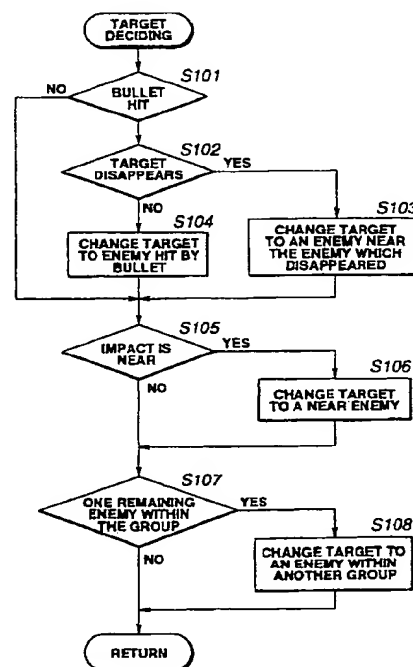 TARGET
DECIDING
S101
NO
BULLET
HIT
S102
TARGET
DISAPPEARS
YES
NO
S103
CHANGE TARGET
TO AN ENEMY NEAR
THE ENEMY WHICH
DISAPPEARED
S104
CHANGE TARGET
TO ENEMY HIT BY
BULLET
S105
IMPACT IS
NEAR
YES
NO
S106
CHANGE TARGET
TO A NEAR ENEMY
S107
ONE REMAINING
ENEMY WITHIN
THE GROUP
YES
NO
S108
CHANGE TARGET TO
AN ENEMY WITHIN
ANOTHER GROUP
RETURN